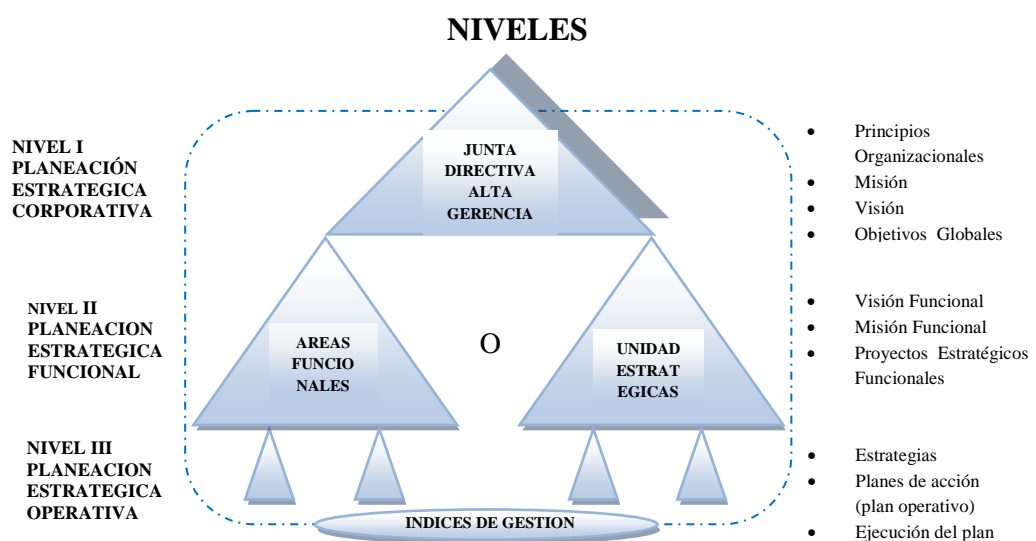 NIVELES
NIVEL I
PLANEACIÓN
ESTRATEGICA
CORPORATIVA
JUNTA
DIRECTIVA
ALTA
GERENCIA
• Principios
Organizacionales
• Misión
• Visión
• Objetivos Globales
NIVEL II
PLANEACION
ESTRATEGICA
FUNCIONAL
AREAS
FUNCIO
NALES
O
UNIDAD
ESTRAT
EGICAS
• Visión Funcional
• Misión Funcional
• Proyectos Estratégicos
Funcionales
NIVEL III
PLANEACION
ESTRATEGICA
OPERATIVA
INDICES DE GESTION
• Estrategias
• Planes de acción
(plan operativo)
• Ejecución del plan